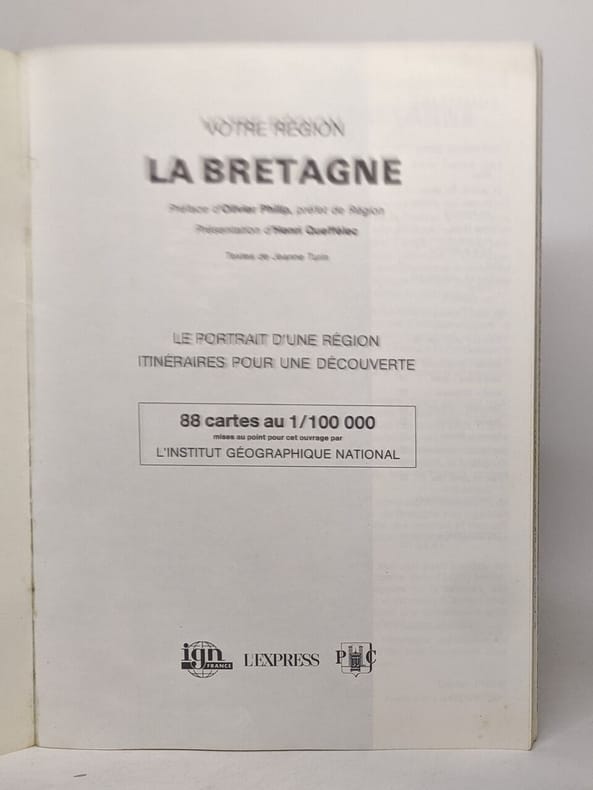 VOTRE RÉGION
LA BRETAGNE
Préface d'Olivier Philip, préfet de Région
Présentation d'Henri Queffélec
Textes de Jeanne Turin
LE PORTRAIT D'UNE RÉGION
ITINÉRAIRES POUR UNE DÉCOUVERTE
88 cartes au 1/100 000
mises au point pour cet ouvrage par
L'INSTITUT GÉOGRAPHIQUE NATIONAL
ign FRANCE L'EXPRESS P C